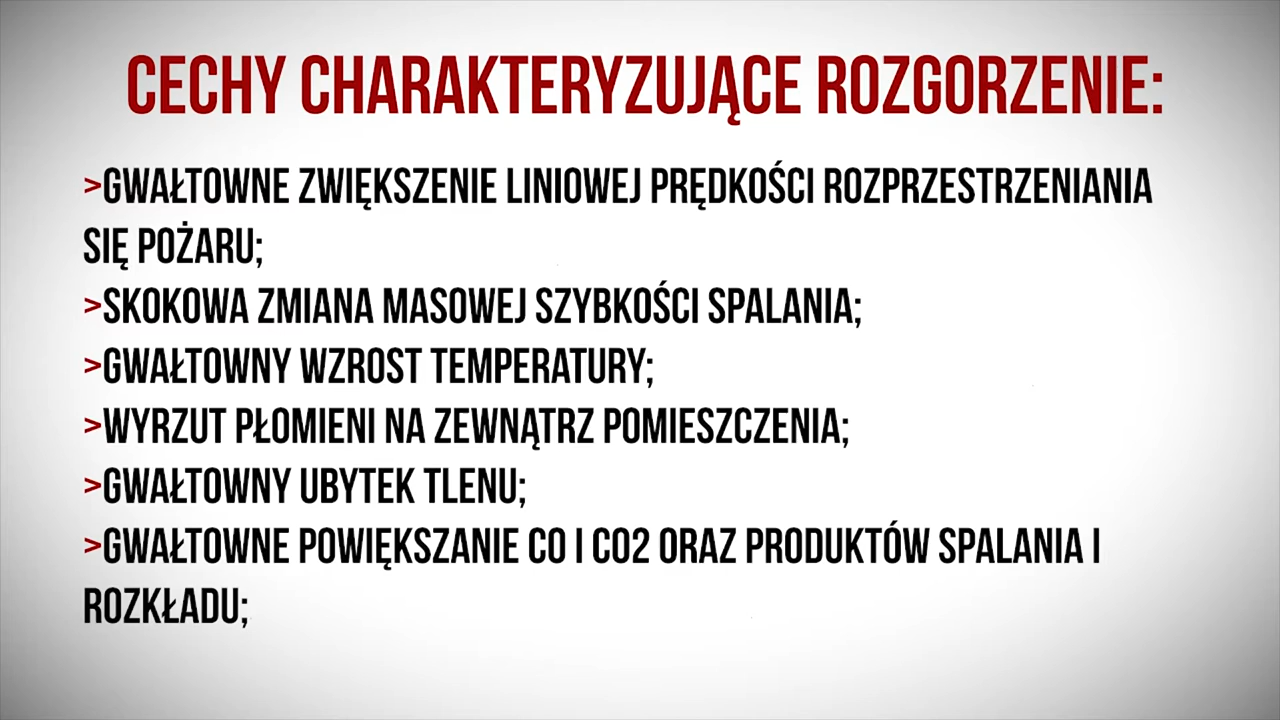 CECHY CHARAKTERYZUJĄCE ROZGORZENIE:
>GWAŁTOWNE ZWIĘKSZENIE LINIOWEJ PRĘDKOŚCI ROZPRZESTRZENIANIA
SIĘ POŻARU;
>SKOKOWA ZMIANA MASOWEJ SZYBKOŚCI SPALANIA;
>GWAŁTOWNY WZROST TEMPERATURY;
>WYRZUT PŁOMIENI NA ZEWNĄTRZ POMIESZCZENIA;
>GWAŁTOWNY UBYTEK TLENU;
>GWAŁTOWNE POWIĘKSZANIE CO I CO2 ORAZ PRODUKTÓW SPALANIA I
ROZKŁADU;